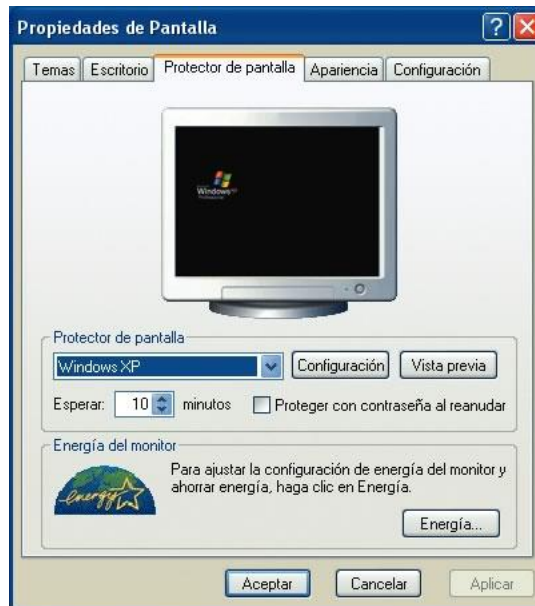 Propiedades de Pantalla
Temas Escritorio Protector de pantalla Apariencia Configuración
Windows
Protector de pantalla
Windows XP Configuración Vista previa
Esperar: 10 minutos Proteger con contraseña al reanudar
Energía del monitor
Para ajustar la configuración de energía del monitor y
ahorrar energía, haga clic en Energía.
energy
Energía...
Aceptar Cancelar Aplicar